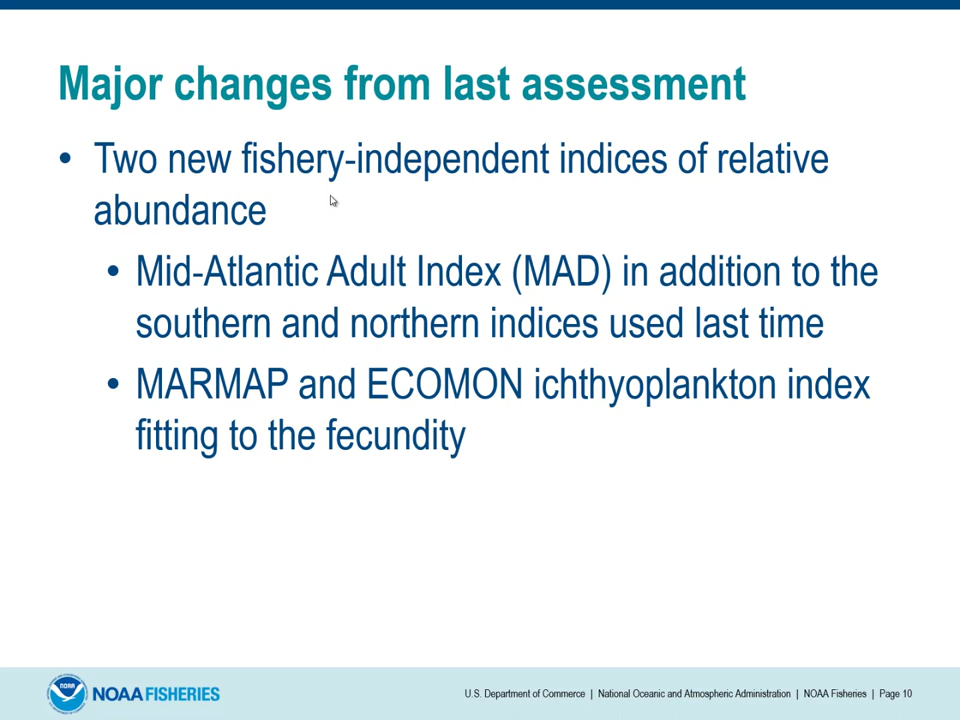 Major changes from last assessment
• Two new fishery-independent indices of relative
abundance
• Mid-Atlantic Adult Index (MAD) in addition to the
southern and northern indices used last time
• MARMAP and ECOMON ichthyoplankton index
fitting to the fecundity
NOAA
NOAA FISHERIES
U.S. Department of Commerce | National Oceanic and Atmospheric Administration | NOAA Fisheries | Page 10